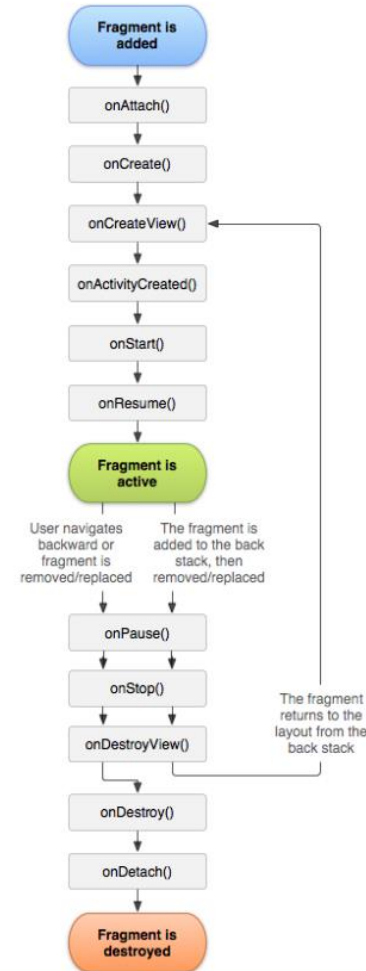 Fragment is
added
onAttach()
onCreate()
onCreateView()
onActivityCreated()
onStart()
onResume()
Fragment is
active
User navigates
backward or
fragment is
removed/replaced
The fragment is
added to the back
stack, then
removed/replaced
onPause()
onStop()
onDestroyView()
The fragment
returns to the
layout from the
back stack
onDestroy()
onDetach()
Fragment is
destroyed